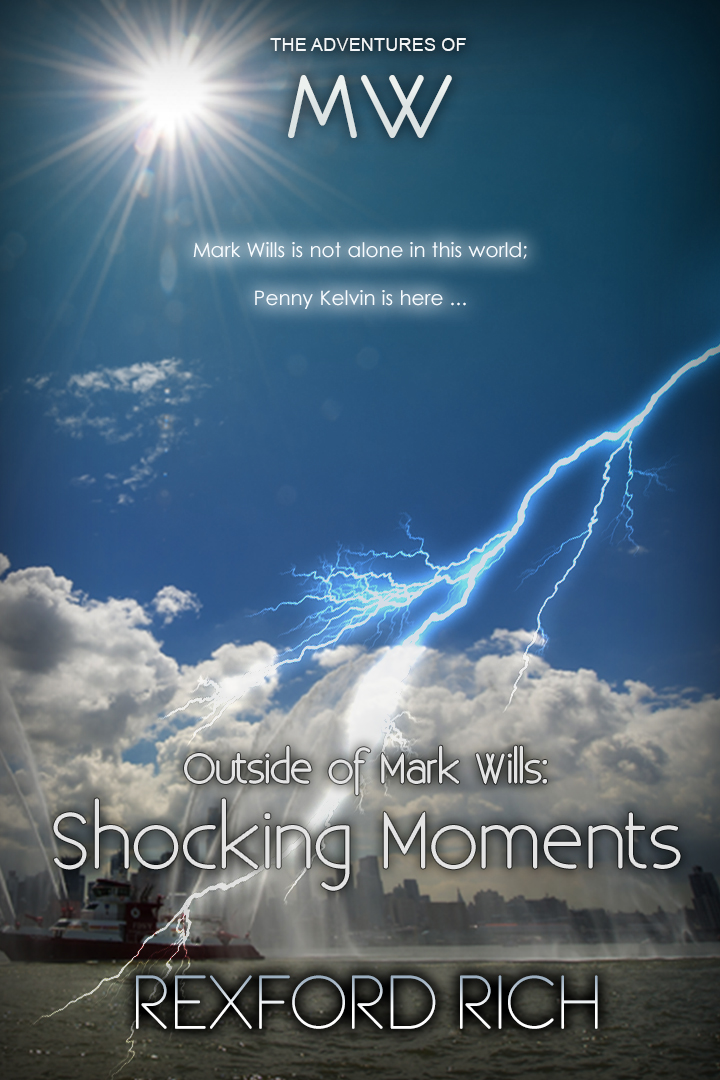 THE ADVENTURES OF
MW
Mark Wills is not alone in this world;
Penny Kelvin is here ...
Outside of Mark Wills:
Shocking Moments
REXFORD RICH